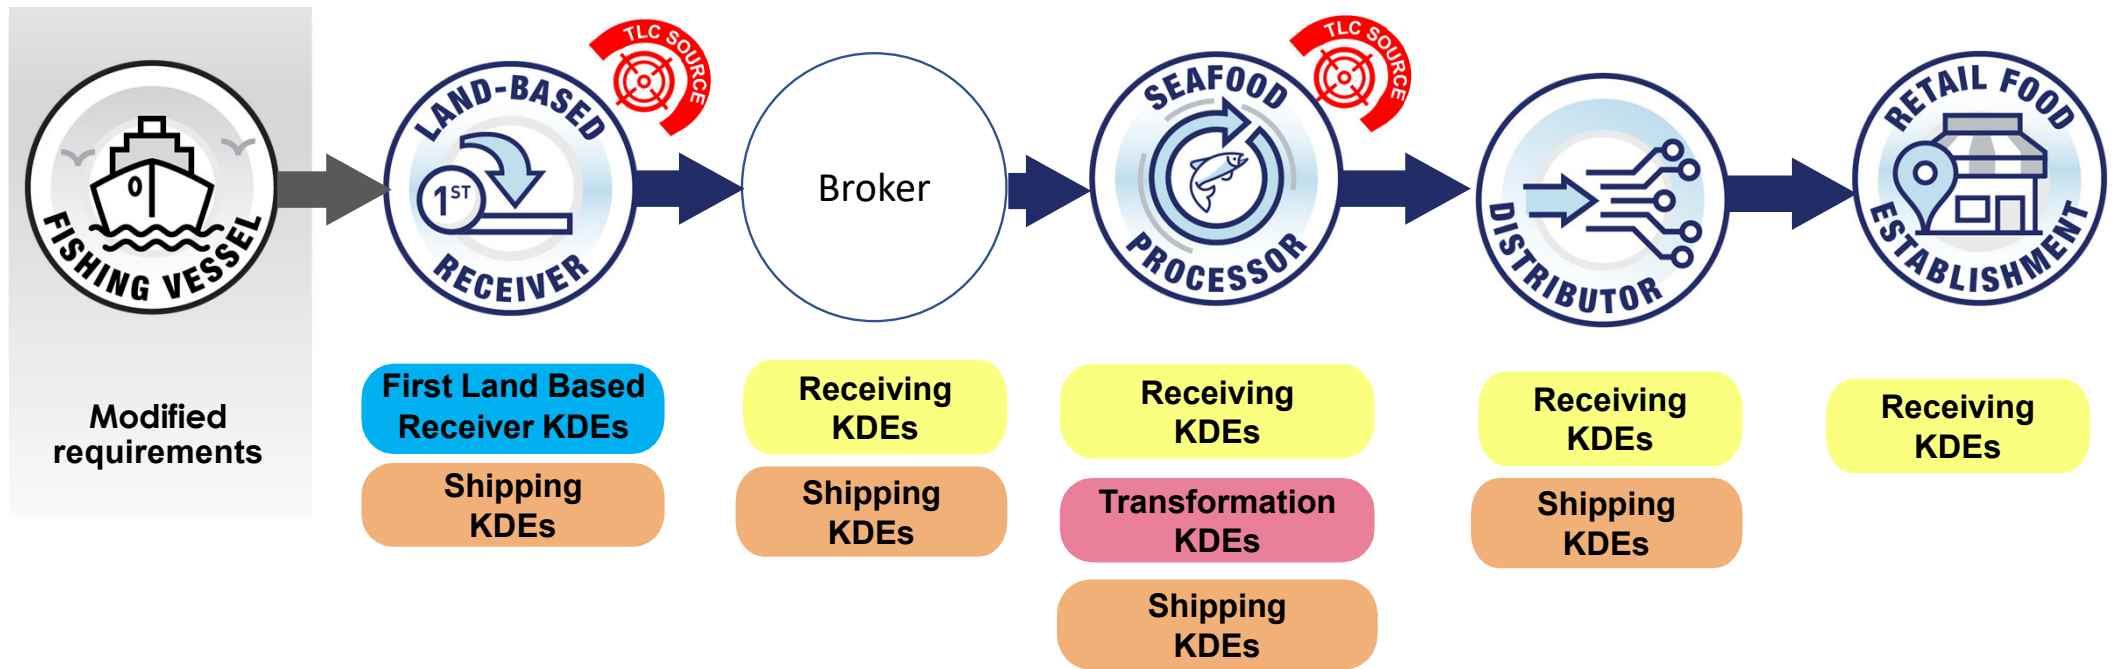 FISHING VESSEL
Modified
requirements
LAND-BASED
1ST
RECEIVER
TLC SOURCE
First Land Based
Receiver KDEs
Shipping
KDEs
Broker
Receiving
KDEs
Shipping
KDEs
SEAFOOD
PROCESSOR
TLC SOURCE
Receiving
KDEs
Transformation
KDEs
Shipping
KDEs
DISTRIBUTOR
Receiving
KDEs
Shipping
KDEs
RETAIL FOOD
ESTABLISHMENT
Receiving
KDEs